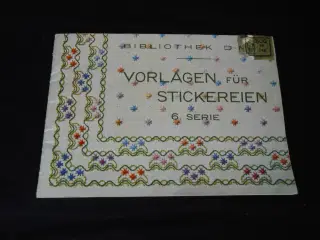 BIBLIOTHEK D·M·C
VORLAGEN FÜR
STICKEREIEN
6. SERIE